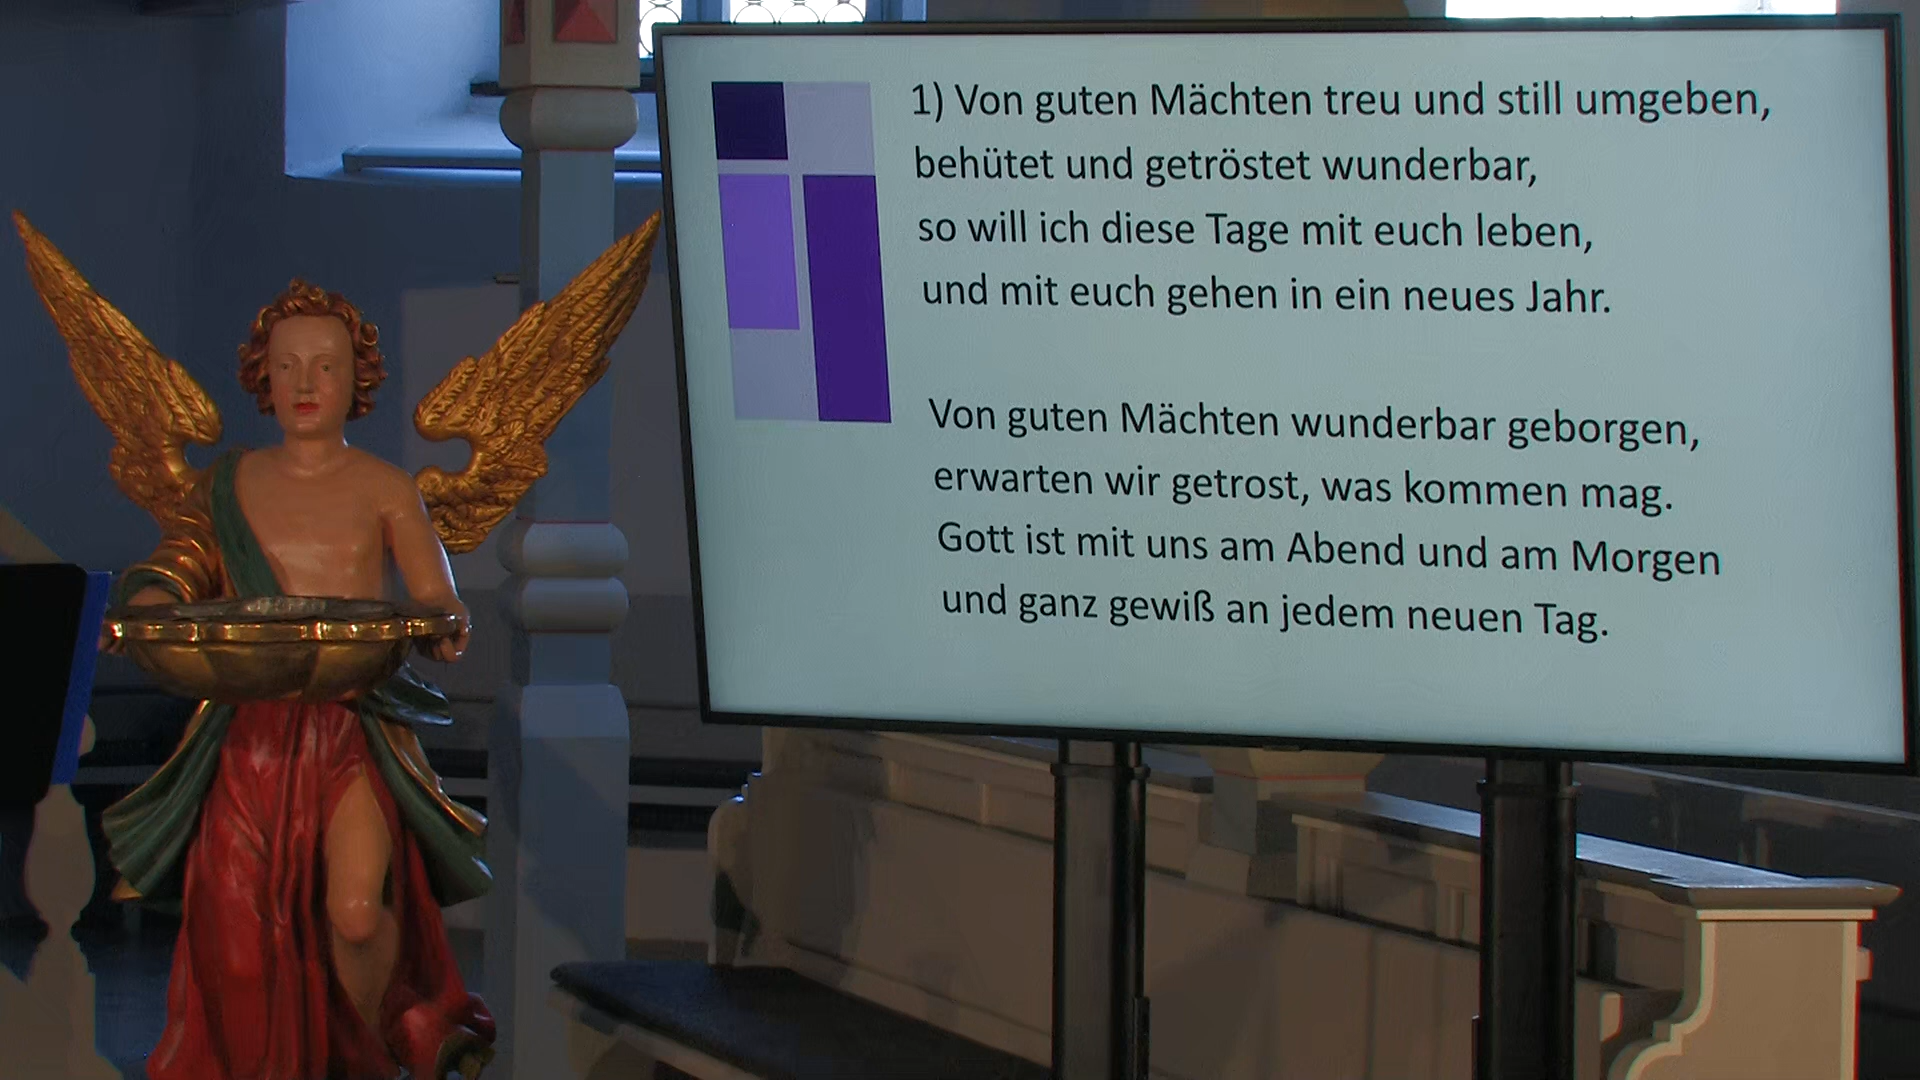 1) Von guten Mächten treu und still umgeben,
behütet und getröstet wunderbar,
so will ich diese Tage mit euch leben,
und mit euch gehen in ein neues Jahr.
Von guten Mächten wunderbar geborgen,
erwarten wir getrost, was kommen mag.
Gott ist mit uns am Abend und am Morgen
und ganz gewiß an jedem neuen Tag.